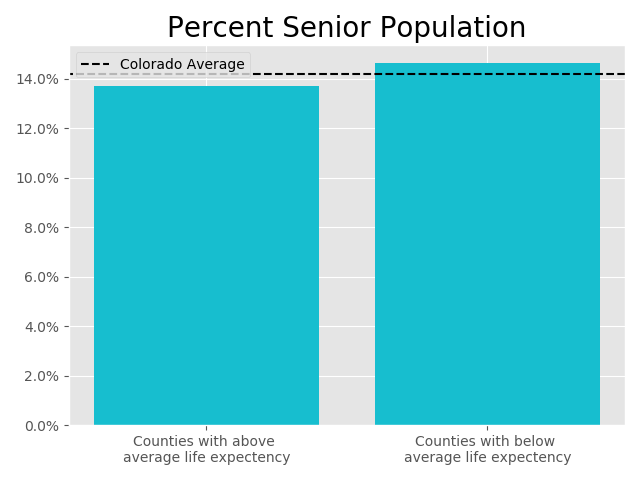 Percent Senior Population
Colorado Average
14.0%
12.0%
10.0%
8.0%
6.0%
4.0%
2.0%
0.0%
Counties with above
average life expectency
Counties with below
average life expectency